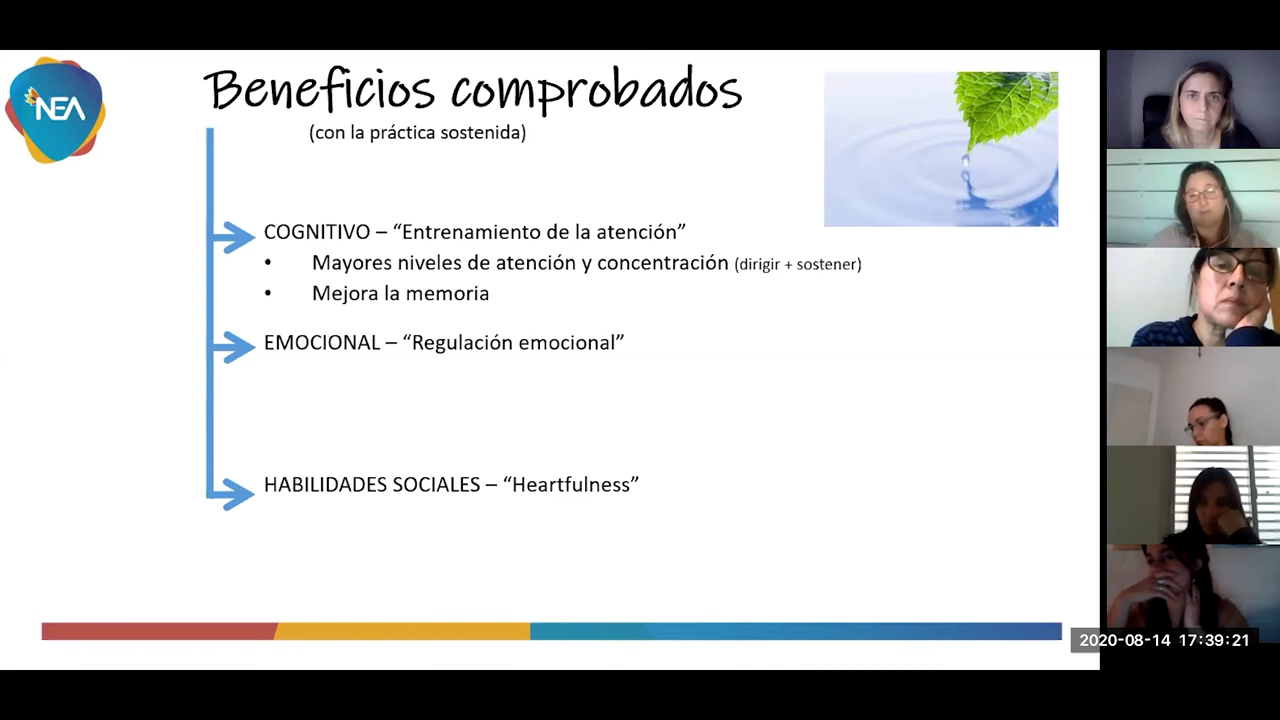 NEA
Beneficios comprobados
(con la práctica sostenida)
COGNITIVO – “Entrenamiento de la atención”
• Mayores niveles de atención y concentración (dirigir + sostener)
• Mejora la memoria
EMOCIONAL – “Regulación emocional”
HABILIDADES SOCIALES – “Heartfulness”
2020-08-14 17:39:21